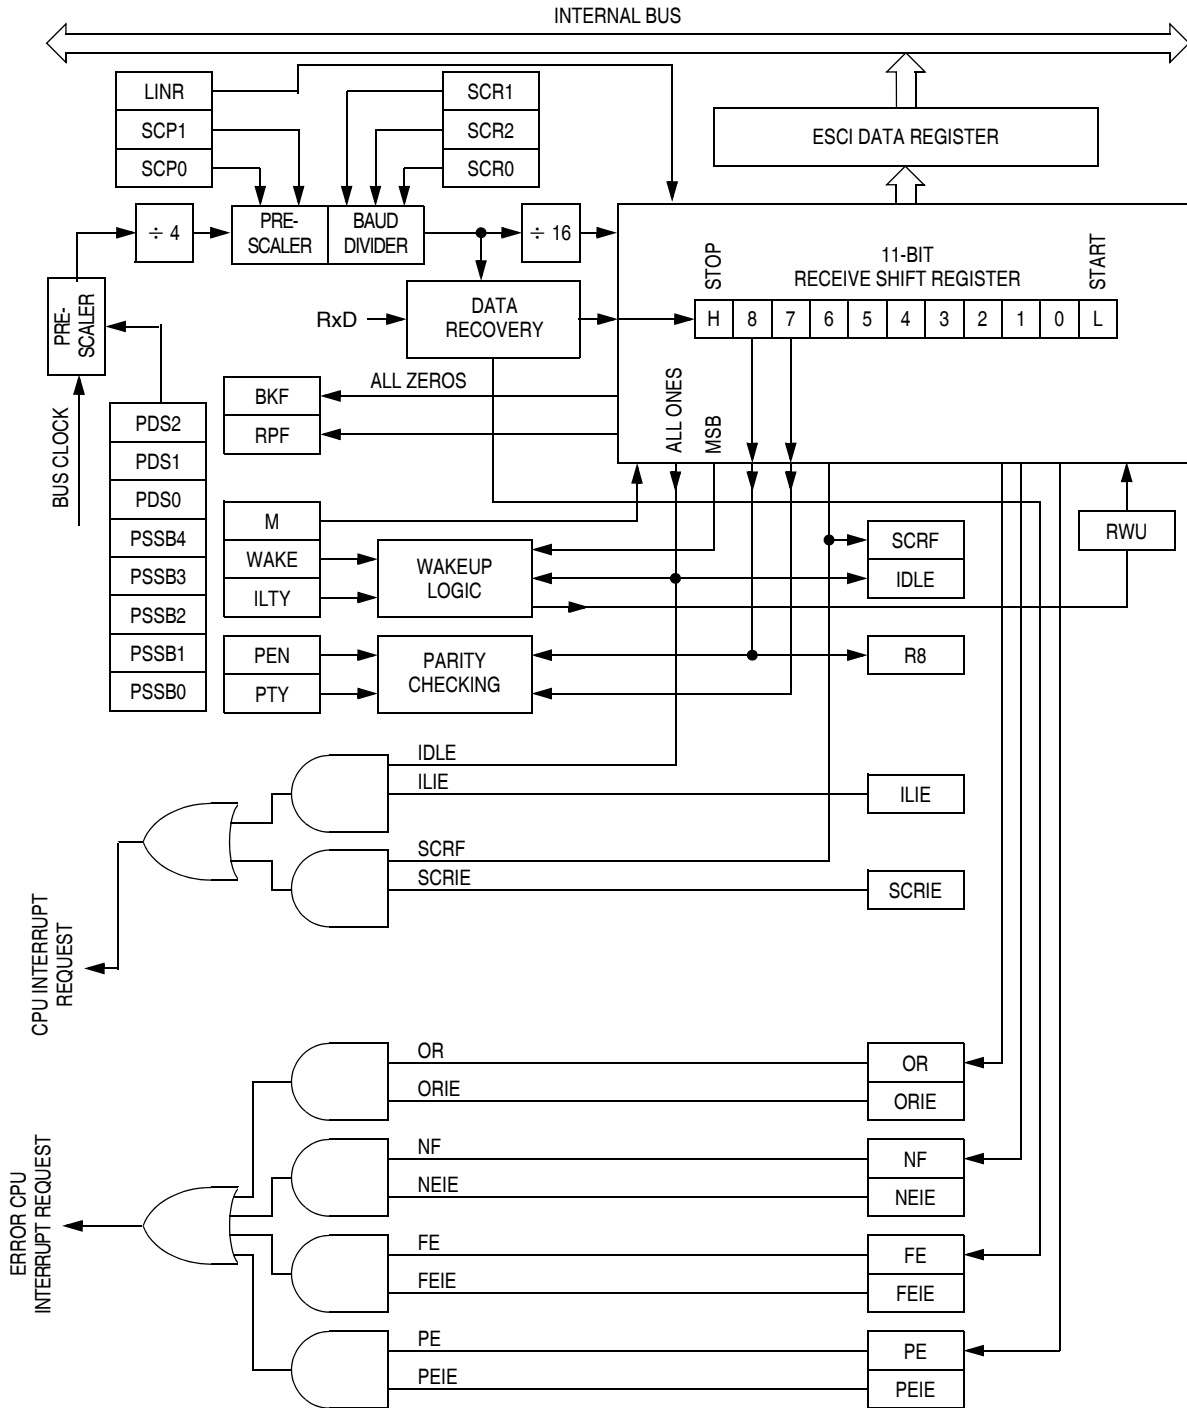 INTERNAL BUS
LINR
SCP1
SCP0
SCR1
SCR2
SCR0
ESCI DATA REGISTER
÷ 4
PRE-
SCALER
BAUD
DIVIDER
÷ 16
STOP
11-BIT
RECEIVE SHIFT REGISTER
START
H 8 7 6 5 4 3 2 1 0 L
PRE-
SCALER
RxD
DATA
RECOVERY
BUS CLOCK
ALL ZEROS
BKF
RPF
ALL ONES
MSB
PDS2
PDS1
PDS0
PSSB4
PSSB3
PSSB2
PSSB1
PSSB0
M
WAKE
ILTY
WAKEUP
LOGIC
RWU
SCRF
IDLE
PEN
PTY
PARITY
CHECKING
R8
IDLE
ILIE
ILIE
SCRF
SCRIE
SCRIE
CPU INTERRUPT
REQUEST
OR
ORIE
OR
ORIE
NF
NEIE
NF
NEIE
ERROR CPU
INTERRUPT REQUEST
FE
FEIE
FE
FEIE
PE
PEIE
PE
PEIE